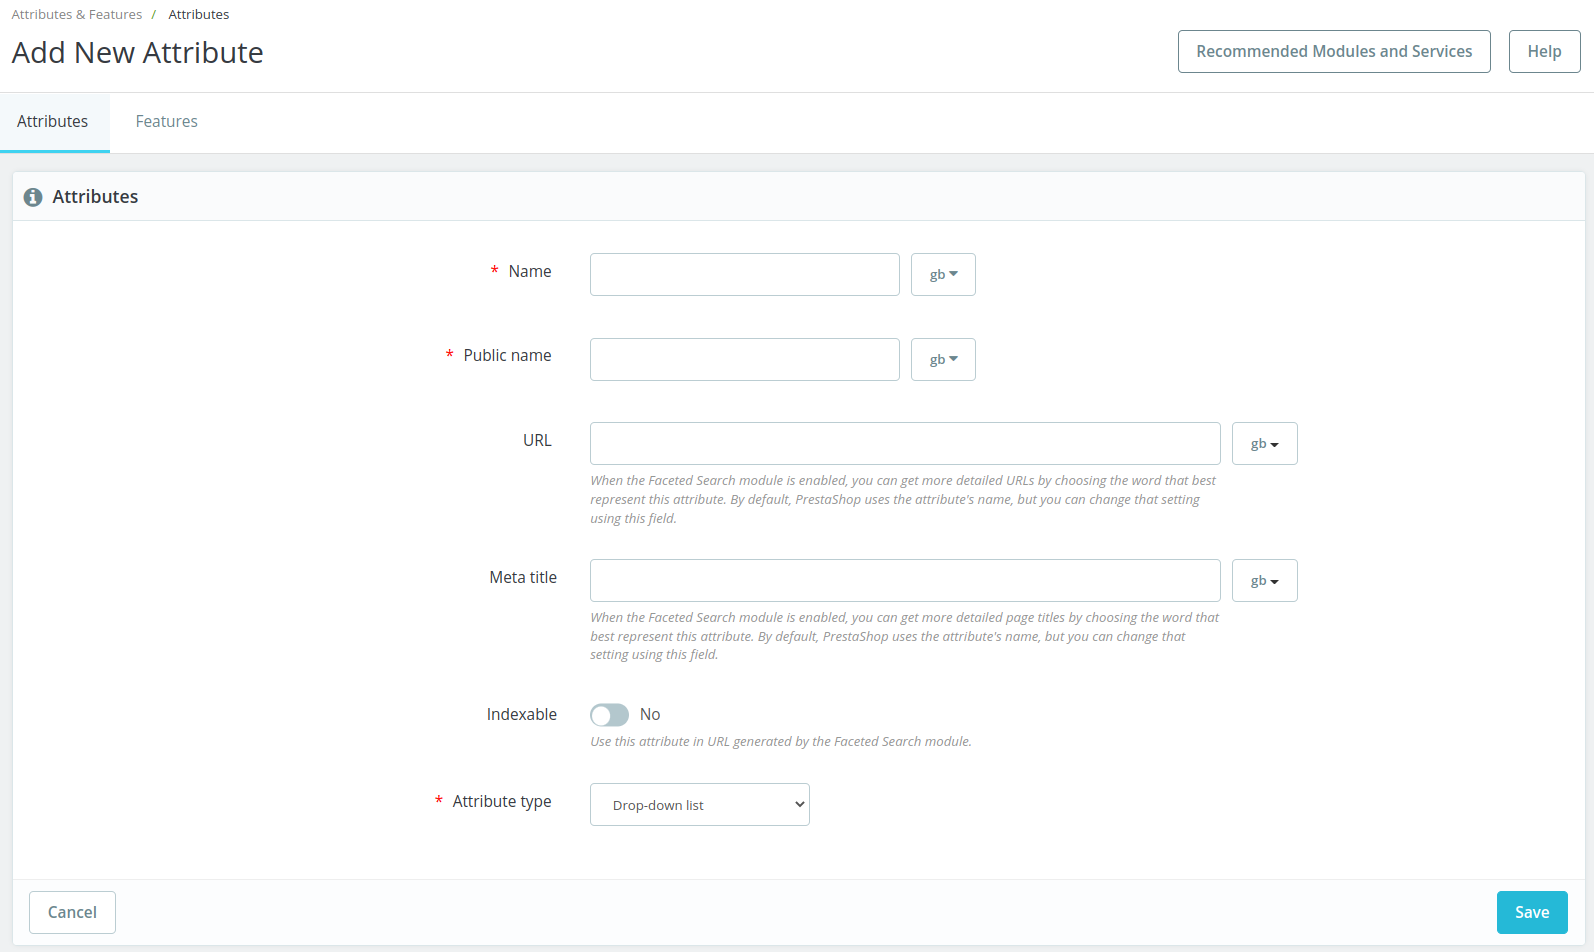 Attributes & Features / Attributes
Add New Attribute
Recommended Modules and Services
Help
Attributes
Features
Attributes
* Name
gb
* Public name
gb
URL
gb
When the Faceted Search module is enabled, you can get more detailed URLs by choosing the word that best
represent this attribute. By default, PrestaShop uses the attribute's name, but you can change that setting
using this field.
Meta title
gb
When the Faceted Search module is enabled, you can get more detailed page titles by choosing the word that
best represent this attribute. By default, PrestaShop uses the attribute's name, but you can change that
setting using this field.
Indexable
No
Use this attribute in URL generated by the Faceted Search module.
* Attribute type
Drop-down list
Cancel
Save